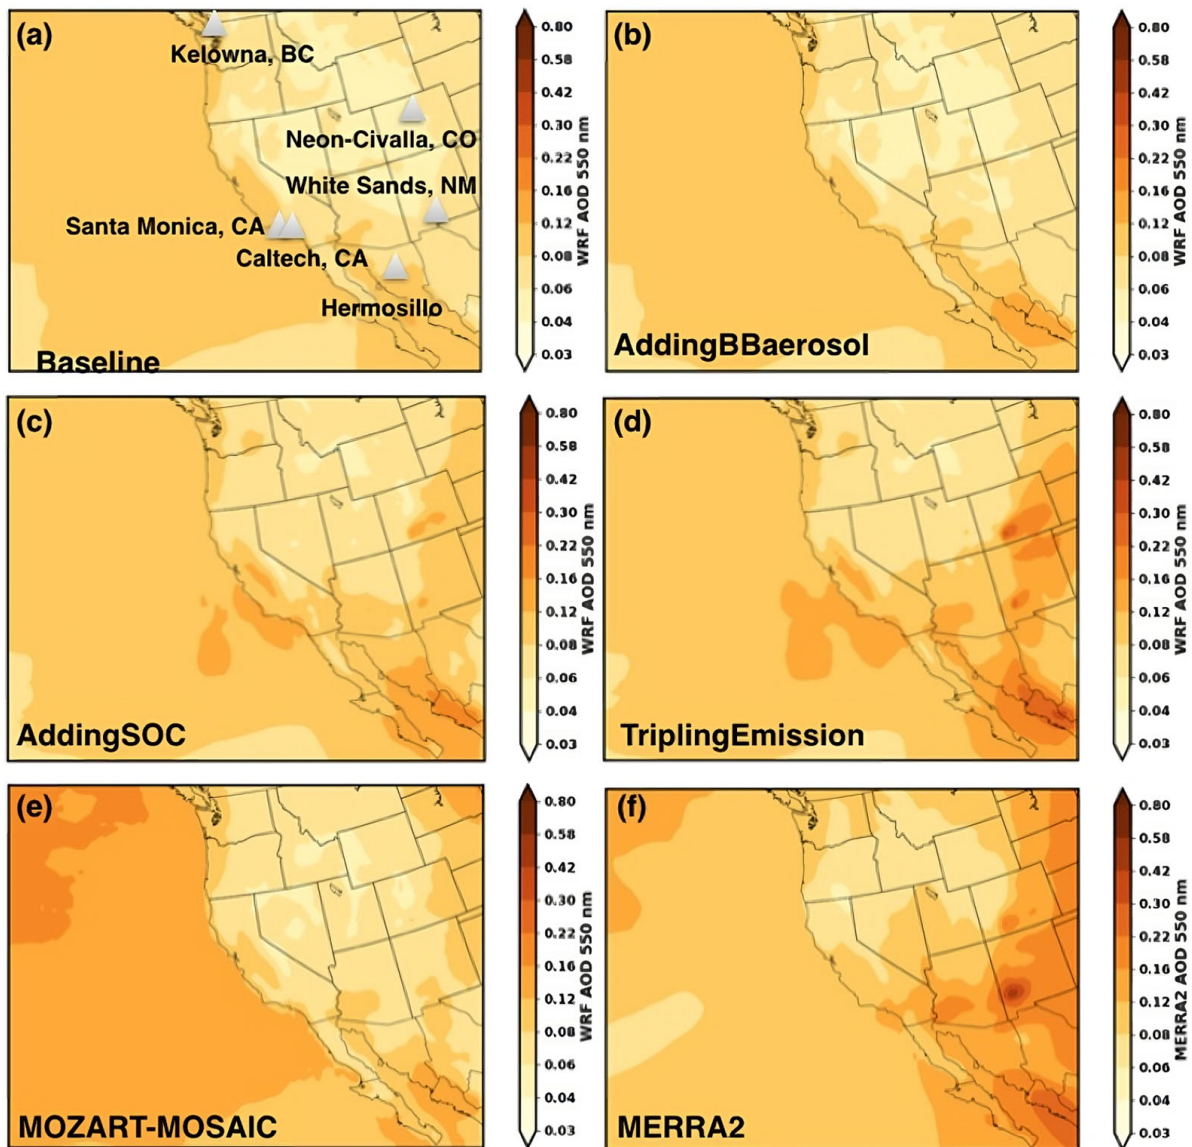 (a)
Kelowna, BC
Neon-Civalla, CO
White Sands, NM
Santa Monica, CA
Caltech, CA
Hermosillo
Baseline
0.80
0.58
0.42
0.30
0.22
0.16
0.12
0.08
0.06
0.04
0.03
WRF AOD 550 nm
(b)
AddingBBaerosol
0.80
0.58
0.42
0.30
0.22
0.16
0.12
0.08
0.06
0.04
0.03
WRF AOD 550 nm
(c)
AddingSOC
0.80
0.58
0.42
0.30
0.22
0.16
0.12
0.08
0.06
0.04
0.03
WRF AOD 550 nm
(d)
TriplingEmission
0.80
0.58
0.42
0.30
0.22
0.16
0.12
0.08
0.06
0.04
0.03
WRF AOD 550 nm
(e)
MOZART-MOSAIC
0.80
0.58
0.42
0.30
0.22
0.16
0.12
0.08
0.06
0.04
0.03
WRF AOD 550 nm
(f)
MERRA2
0.80
0.58
0.42
0.30
0.22
0.16
0.12
0.08
0.06
0.04
0.03
MERRA2 AOD 550 nm